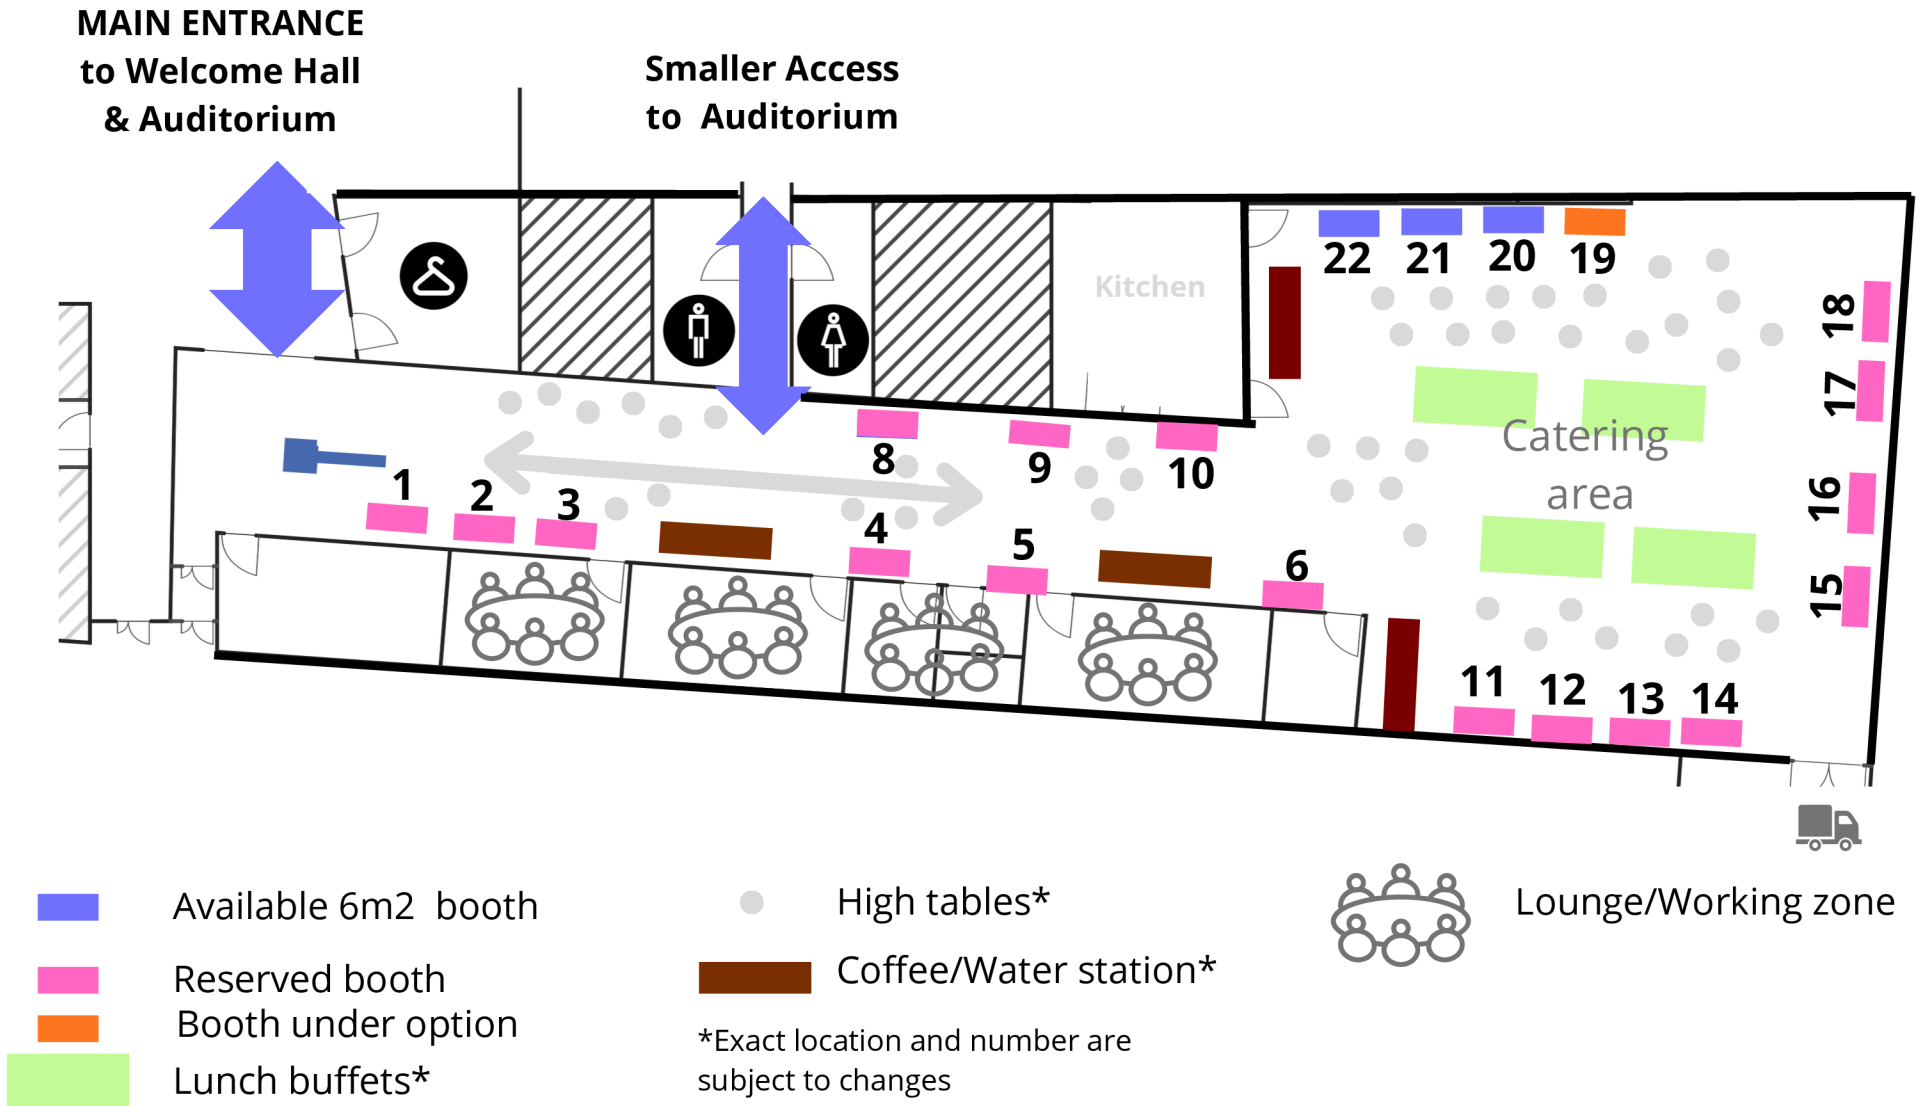 MAIN ENTRANCE
to Welcome Hall
& Auditorium
Smaller Access
to  Auditorium
Kitchen
22
21
20
19
18
17
16
15
Catering
area
8
9
10
1
2
3
4
5
6
11
12
13
14
Available 6m2  booth
Reserved booth
Booth under option
Lunch buffets*
High tables*
Coffee/Water station*
*Exact location and number are
subject to changes
Lounge/Working zone